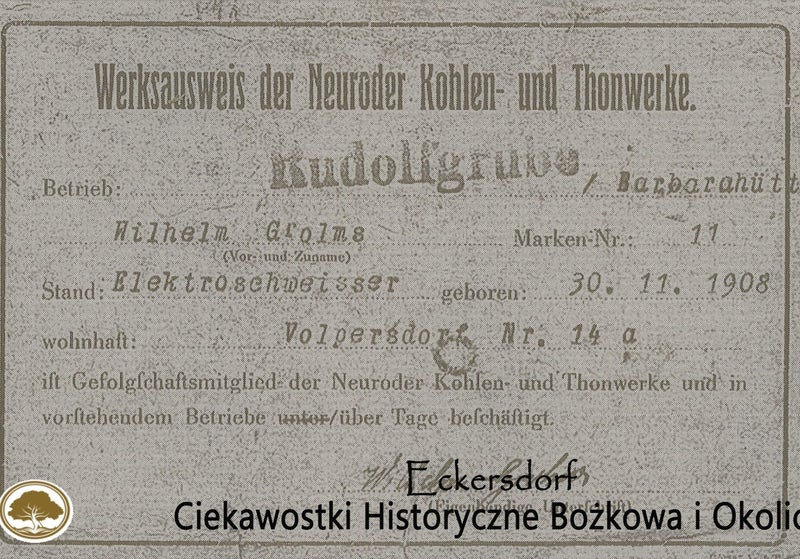 Werksausweis der Neuroder Kohlen- und Thonwerke.
Betrieb: Rudolfgrube / Barbarahütt
Wilhelm Grolms Marken-Nr.: 11
(Vor- und Zuname)
Stand: Elektroschweisser geboren: 30. 11. 1908
wohnhaft: Volpersdorf Nr. 14 a
iſt Gefolgſchaftsmitglied der Neuroder Kohlen- und Thonwerke und in
vorſtehendem Betriebe unter/über Tage beſchäftigt.
Eckersdorf
Ciekawostki Historyczne Bożkowa i Okolic